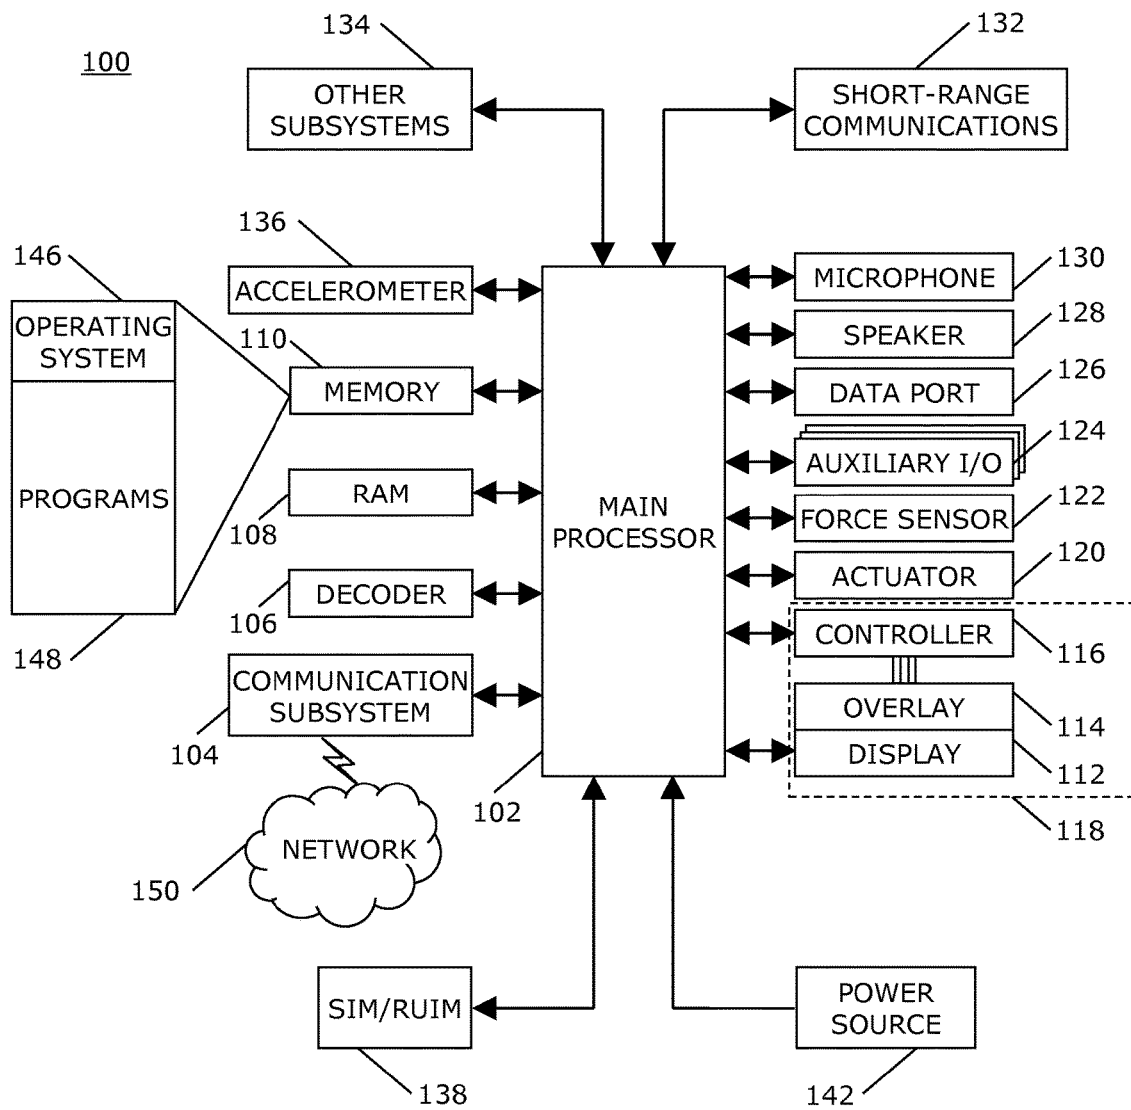 134
132
100
OTHER
SUBSYSTEMS
SHORT-RANGE
COMMUNICATIONS
136
146
ACCELEROMETER
MICROPHONE
130
OPERATING
SYSTEM
110
SPEAKER
128
MEMORY
DATA PORT
126
124
AUXILIARY I/O
PROGRAMS
RAM
108
MAIN
PROCESSOR
FORCE SENSOR
122
ACTUATOR
120
DECODER
106
CONTROLLER
116
148
COMMUNICATION
SUBSYSTEM
104
OVERLAY
114
DISPLAY
112
102
118
NETWORK
150
SIM/RUIM
POWER
SOURCE
138
142